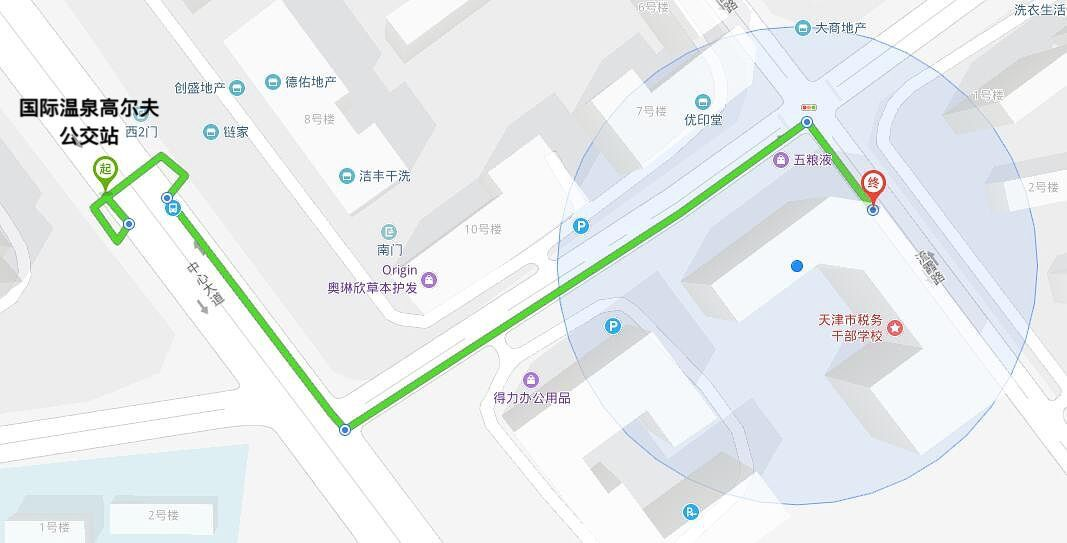 6号楼
洗衣生活
大商地产
德佑地产
创盛地产
国际温泉高尔夫
公交站
西2门
链家
8号楼
7号楼
优印堂
1号楼
五粮液
起
洁丰干洗
终
2号楼
P
南门
10号楼
Origin
奥琳欣草本护发
中心大道
天津市税务
干部学校
P
得力办公用品
1号楼
2号楼